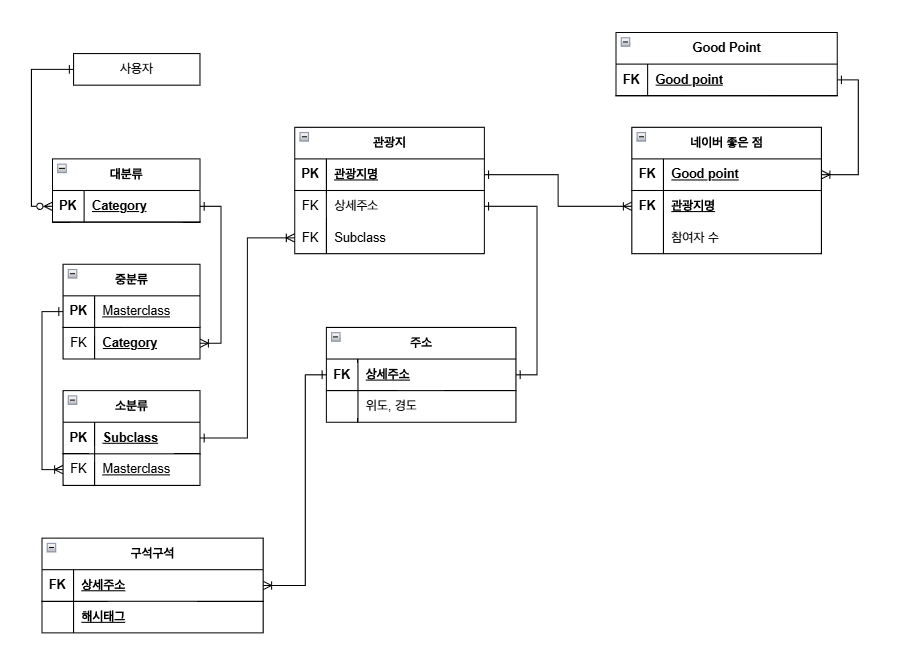 사용자
대분류
PK Category
중분류
PK Masterclass
FK Category
소분류
PK Subclass
FK Masterclass
구석구석
FK 상세주소
해시태그
관광지
PK 관광지명
FK 상세주소
FK Subclass
주소
FK 상세주소
위도, 경도
Good Point
FK Good point
네이버 좋은 점
FK Good point
FK 관광지명
참여자 수